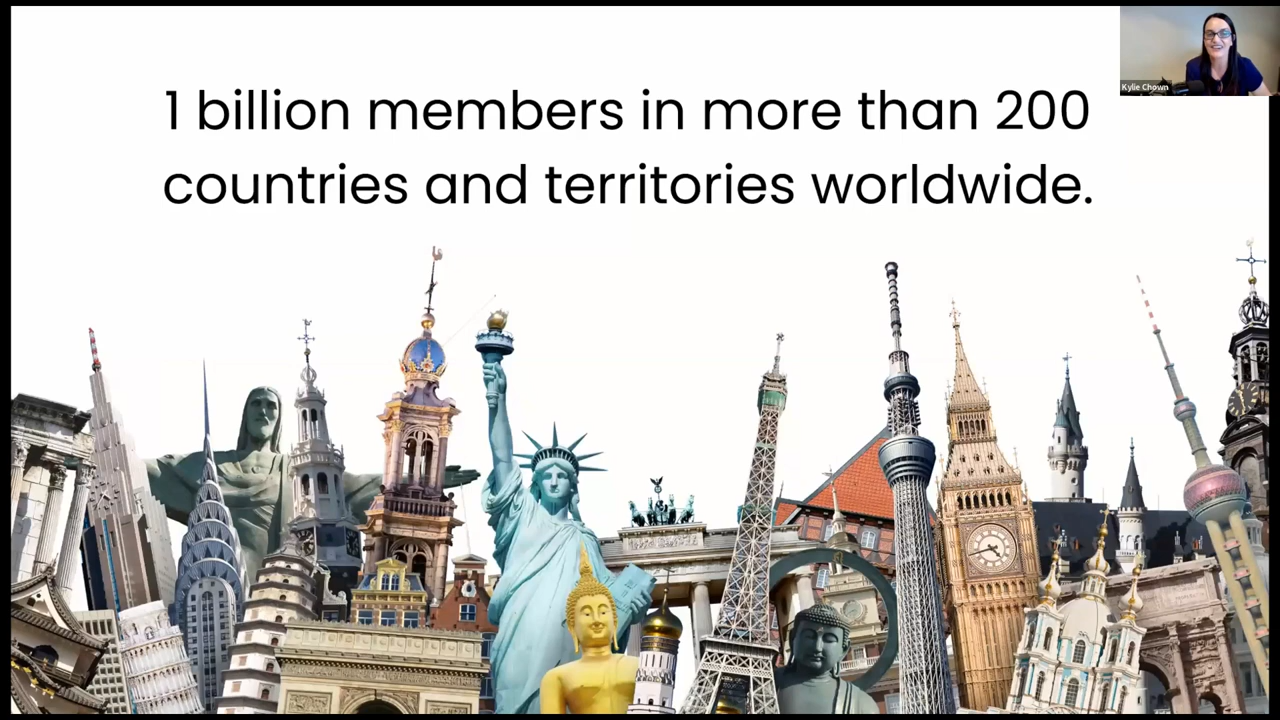 1 billion members in more than 200
countries and territories worldwide.
Kylie Chown